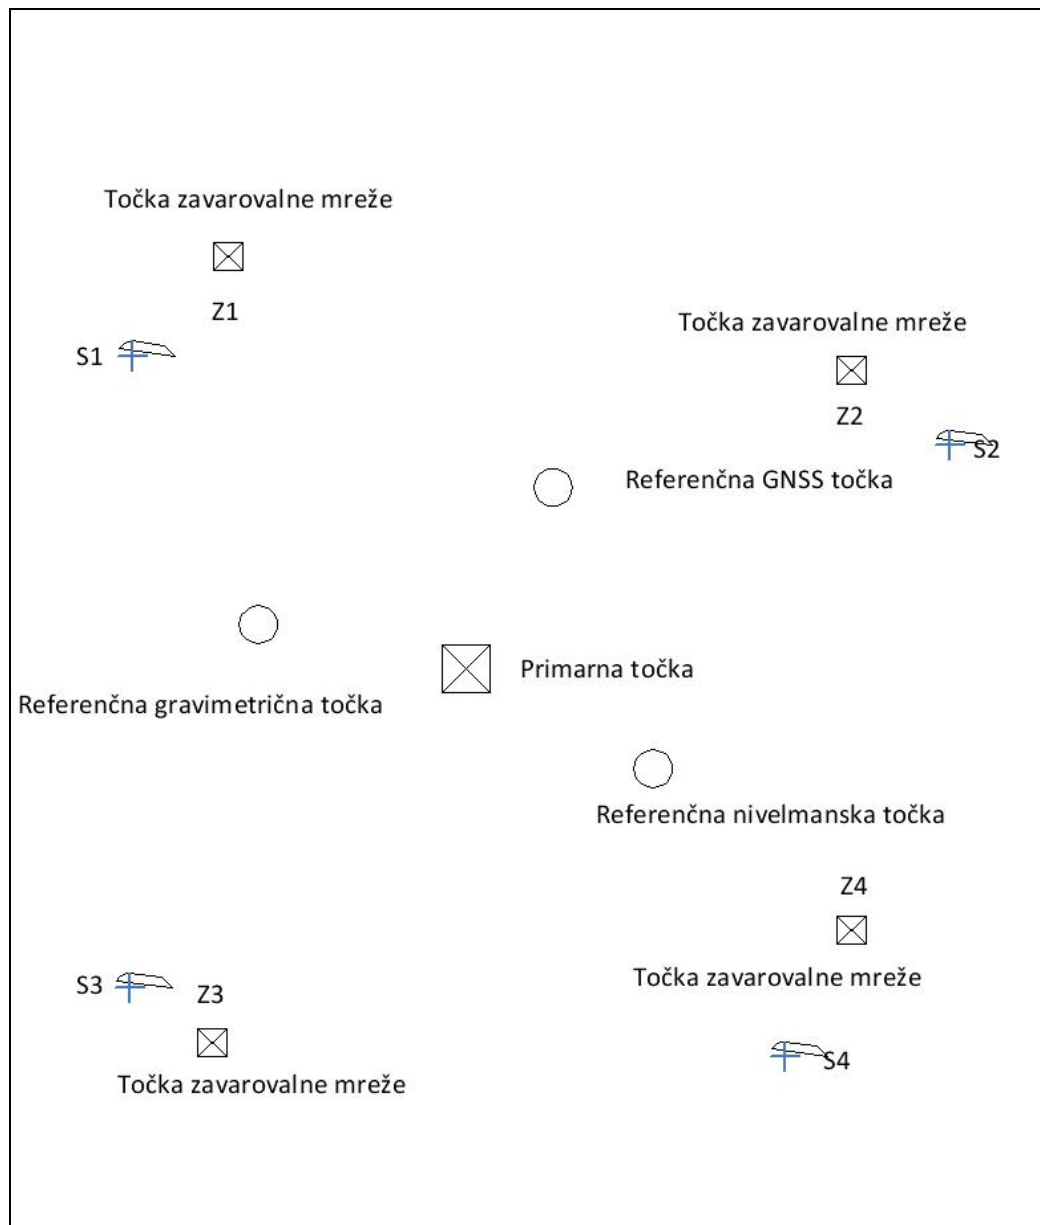 Točka zavarovalne mreže
Z1
S1
Točka zavarovalne mreže
Z2
S2
Referenčna GNSS točka
Primarna točka
Referenčna gravimetrična točka
Referenčna nivelmanska točka
Z4
Točka zavarovalne mreže
S3
Z3
S4
Točka zavarovalne mreže